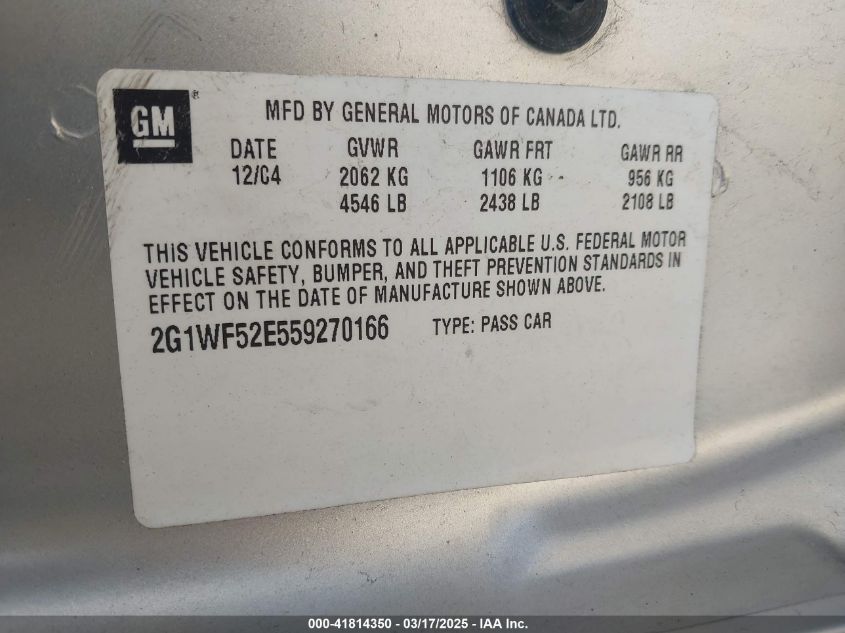 GM®
MFD BY GENERAL MOTORS OF CANADA LTD.
DATE GVWR GAWR FRT GAWR RR
12/04 2062 KG 1106 KG 956 KG
4546 LB 2438 LB 2108 LB
THIS VEHICLE CONFORMS TO ALL APPLICABLE U.S. FEDERAL MOTOR
VEHICLE SAFETY, BUMPER, AND THEFT PREVENTION STANDARDS IN
EFFECT ON THE DATE OF MANUFACTURE SHOWN ABOVE.
2G1WF52E559270166 TYPE: PASS CAR
000-41814350 - 03/17/2025 - IAA Inc.